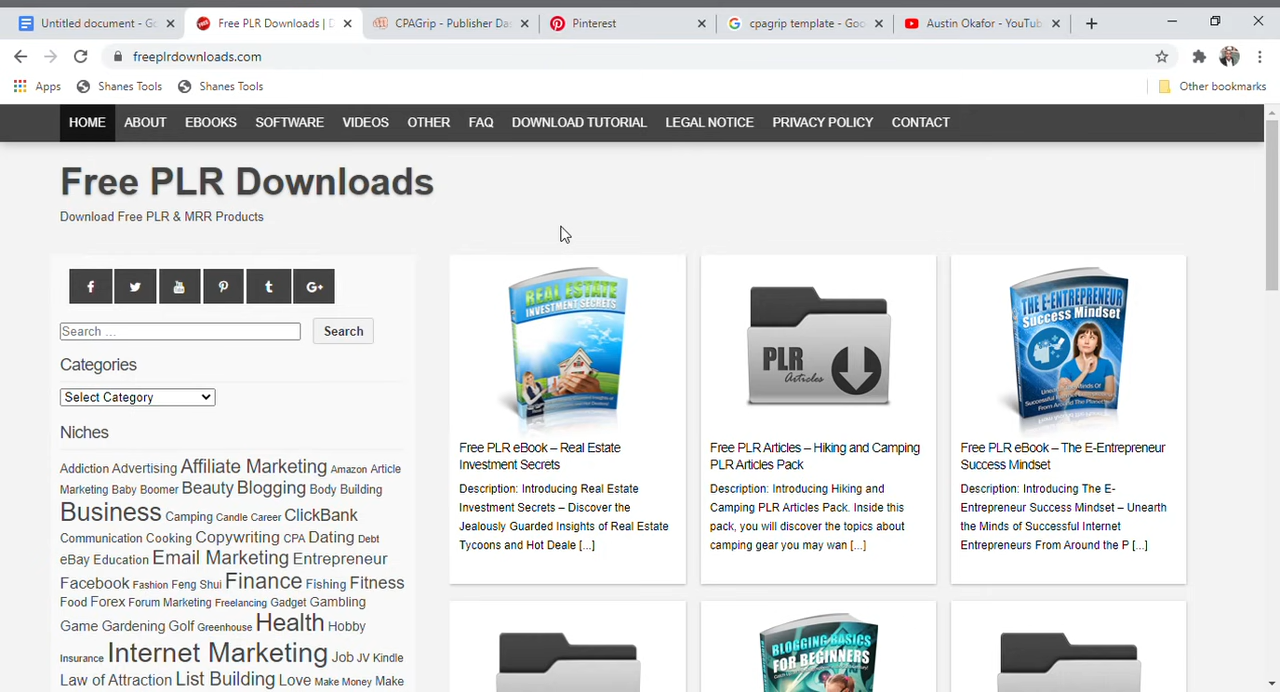 Untitled document - Go
Free PLR Downloads | D
CPAGrip - Publisher Da
Pinterest
cpagrip template - Goo
Austin Okafor - YouTub
freeplrdownloads.com
Apps
Shanes Tools
Shanes Tools
Other bookmarks
HOME ABOUT EBOOKS SOFTWARE VIDEOS OTHER FAQ DOWNLOAD TUTORIAL LEGAL NOTICE PRIVACY POLICY CONTACT
Free PLR Downloads
Download Free PLR & MRR Products
Search …
Search
Categories
Select Category
Niches
Addiction Advertising Affiliate Marketing Amazon Article
Marketing Baby Boomer Beauty Blogging Body Building
Business Camping Candle Career ClickBank
Communication Cooking Copywriting CPA Dating Debt
eBay Education Email Marketing Entrepreneur
Facebook Fashion Feng Shui Finance Fishing Fitness
Food Forex Forum Marketing Freelancing Gadget Gambling
Game Gardening Golf Greenhouse Health Hobby
Insurance Internet Marketing Job JV Kindle
Law of Attraction List Building Love Make Money Make
REAL ESTATE
INVESTMENT SECRETS
Free PLR eBook – Real Estate
Investment Secrets
Description: Introducing Real Estate
Investment Secrets – Discover the
Jealously Guarded Insights of Real Estate
Tycoons and Hot Deale [...]
PLR
Articles
Free PLR Articles – Hiking and Camping
PLR Articles Pack
Description: Introducing Hiking and
Camping PLR Articles Pack. Inside this
pack, you will discover the topics about
camping gear you may wan [...]
THE E-ENTREPRENEUR
Success Mindset
Free PLR eBook – The E-Entrepreneur
Success Mindset
Description: Introducing The E-
Entrepreneur Success Mindset – Unearth
the Minds of Successful Internet
Entrepreneurs From Around the P [...]
BLOGGING BASICS
FOR BEGINNERS